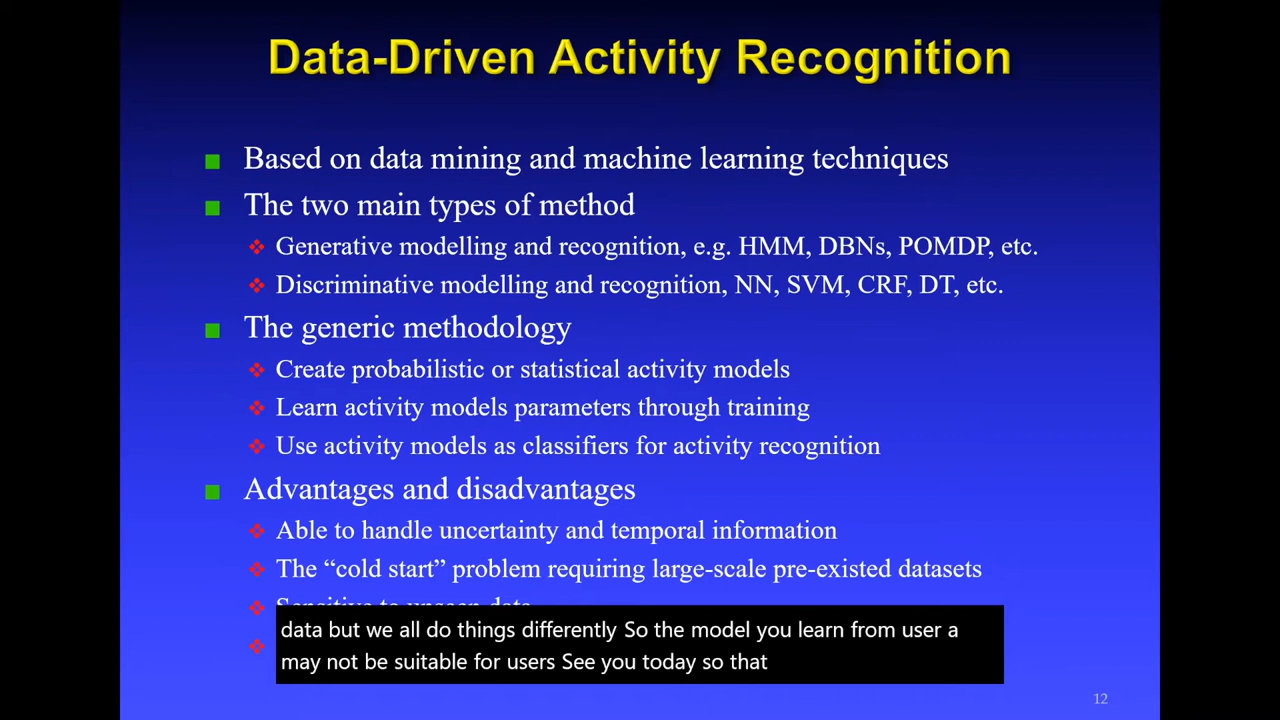 Data-Driven Activity Recognition
Based on data mining and machine learning techniques
The two main types of method
Generative modelling and recognition, e.g. HMM, DBNs, POMDP, etc.
Discriminative modelling and recognition, NN, SVM, CRF, DT, etc.
The generic methodology
Create probabilistic or statistical activity models
Learn activity models parameters through training
Use activity models as classifiers for activity recognition
Advantages and disadvantages
Able to handle uncertainty and temporal information
The “cold start” problem requiring large-scale pre-existed datasets
Sensitive to unseen data
data but we all do things differently So the model you learn from user a
may not be suitable for users See you today so that
12